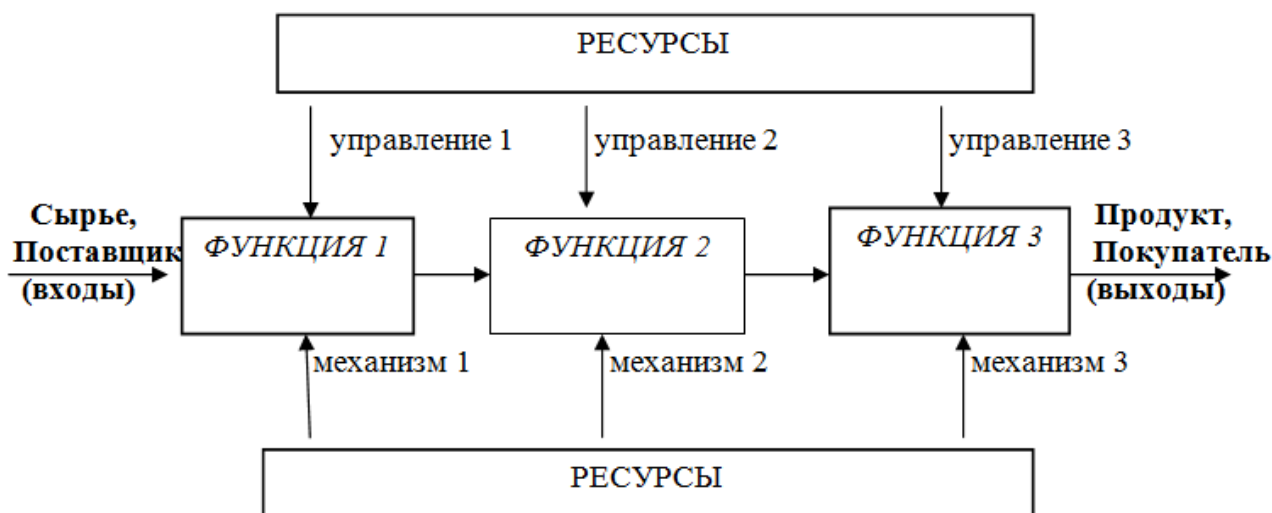 РЕСУРСЫ
управление 1
управление 2
управление 3
Сырье,
Поставщик
(входы)
ФУНКЦИЯ 1
ФУНКЦИЯ 2
ФУНКЦИЯ 3
Продукт,
Покупатель
(выходы)
механизм 1
механизм 2
механизм 3
РЕСУРСЫ